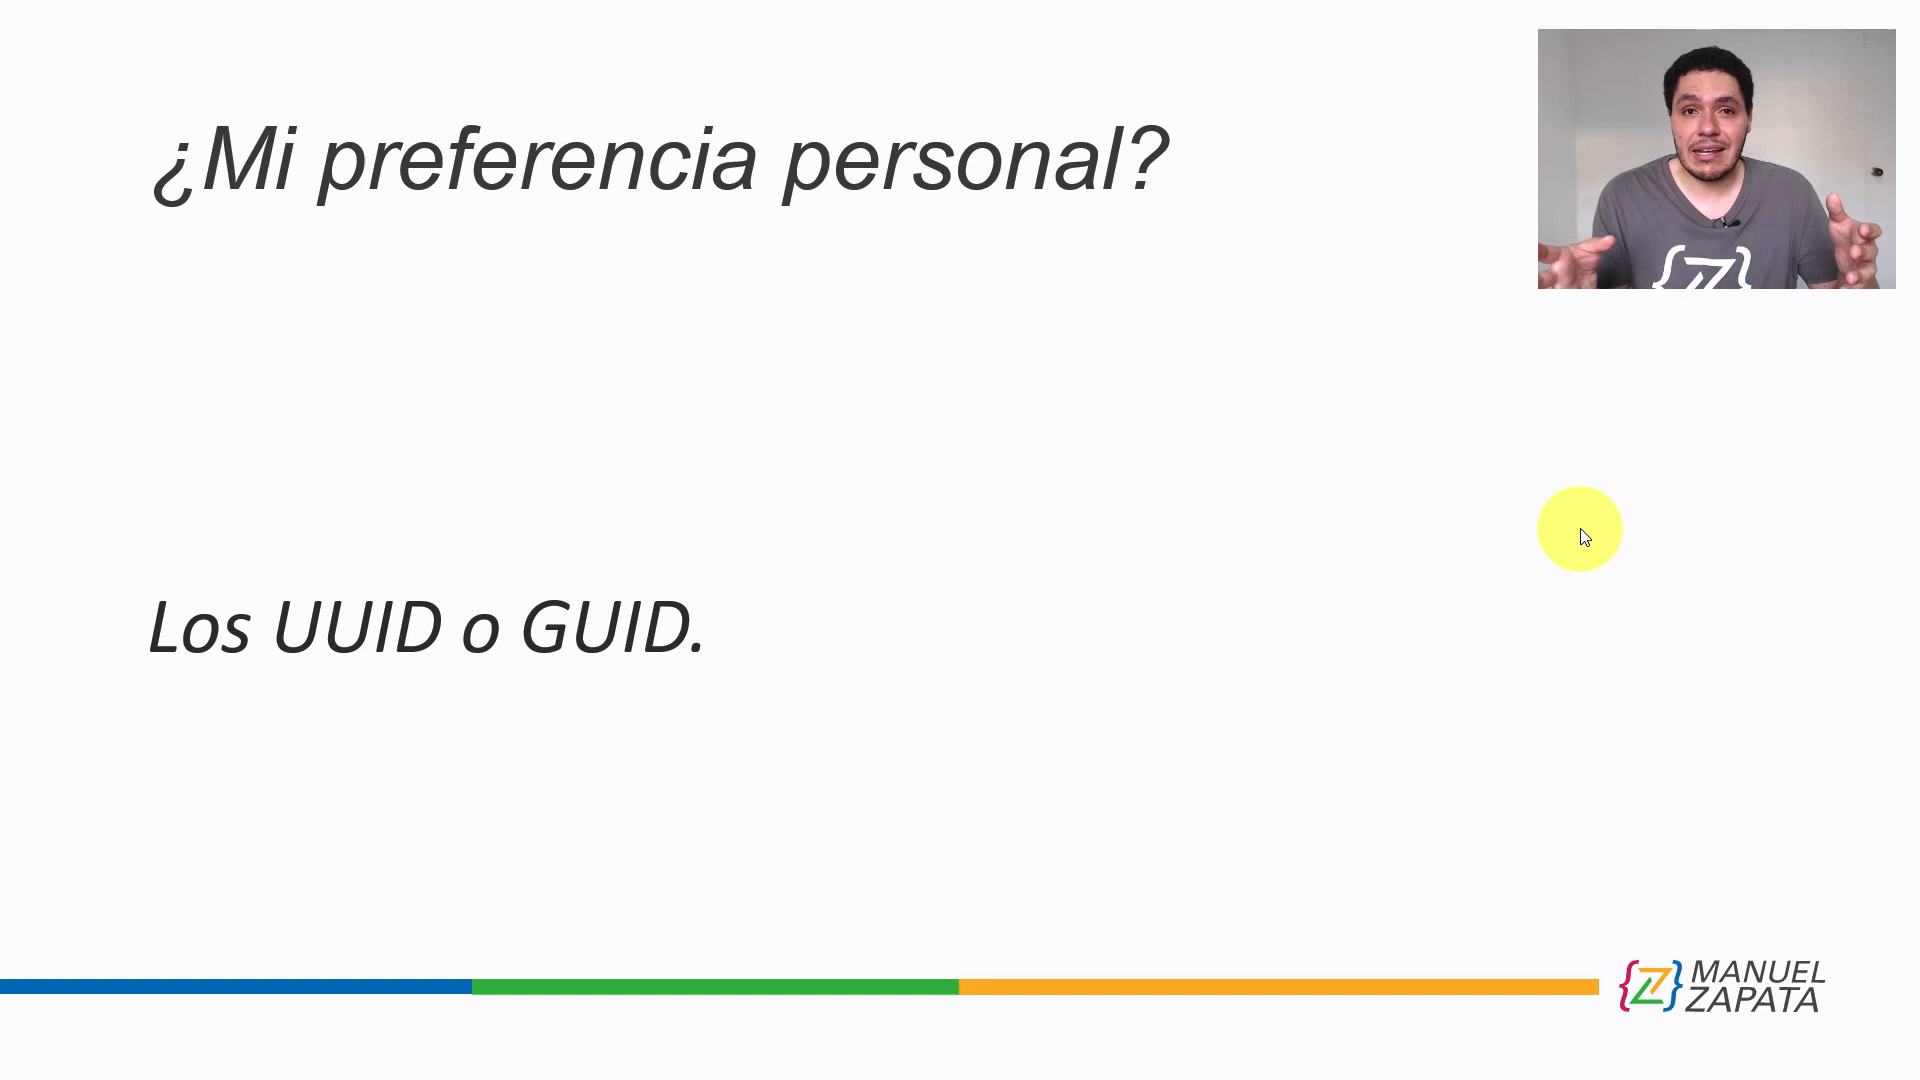 ¿Mi preferencia personal?
{Z
Los UUID o GUID.
{Z} MANUEL
ZAPATA